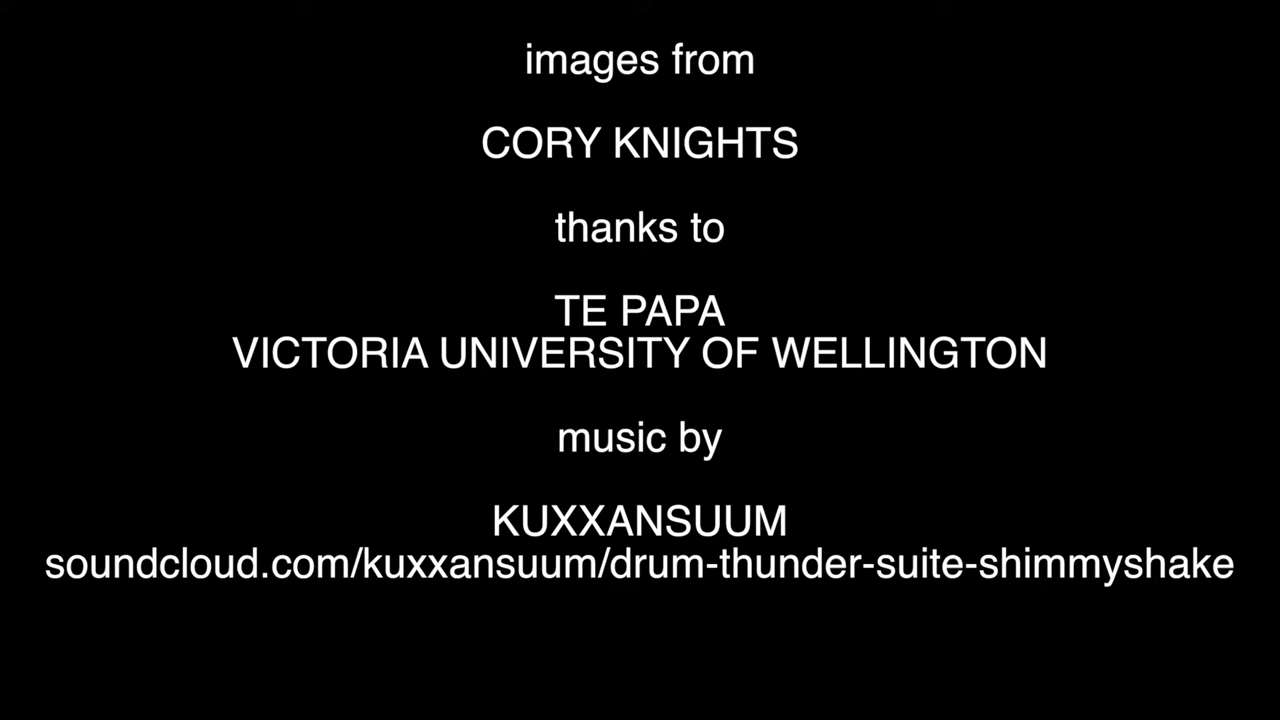 images from
CORY KNIGHTS
thanks to
TE PAPA
VICTORIA UNIVERSITY OF WELLINGTON
music by
KUXXANSUUM
soundcloud.com/kuxxansuum/drum-thunder-suite-shimmyshake